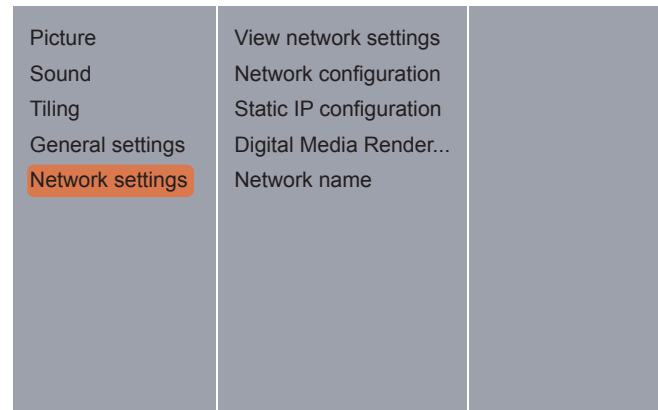 Picture
Sound
Tiling
General settings
Network settings
View network settings
Network configuration
Static IP configuration
Digital Media Render...
Network name